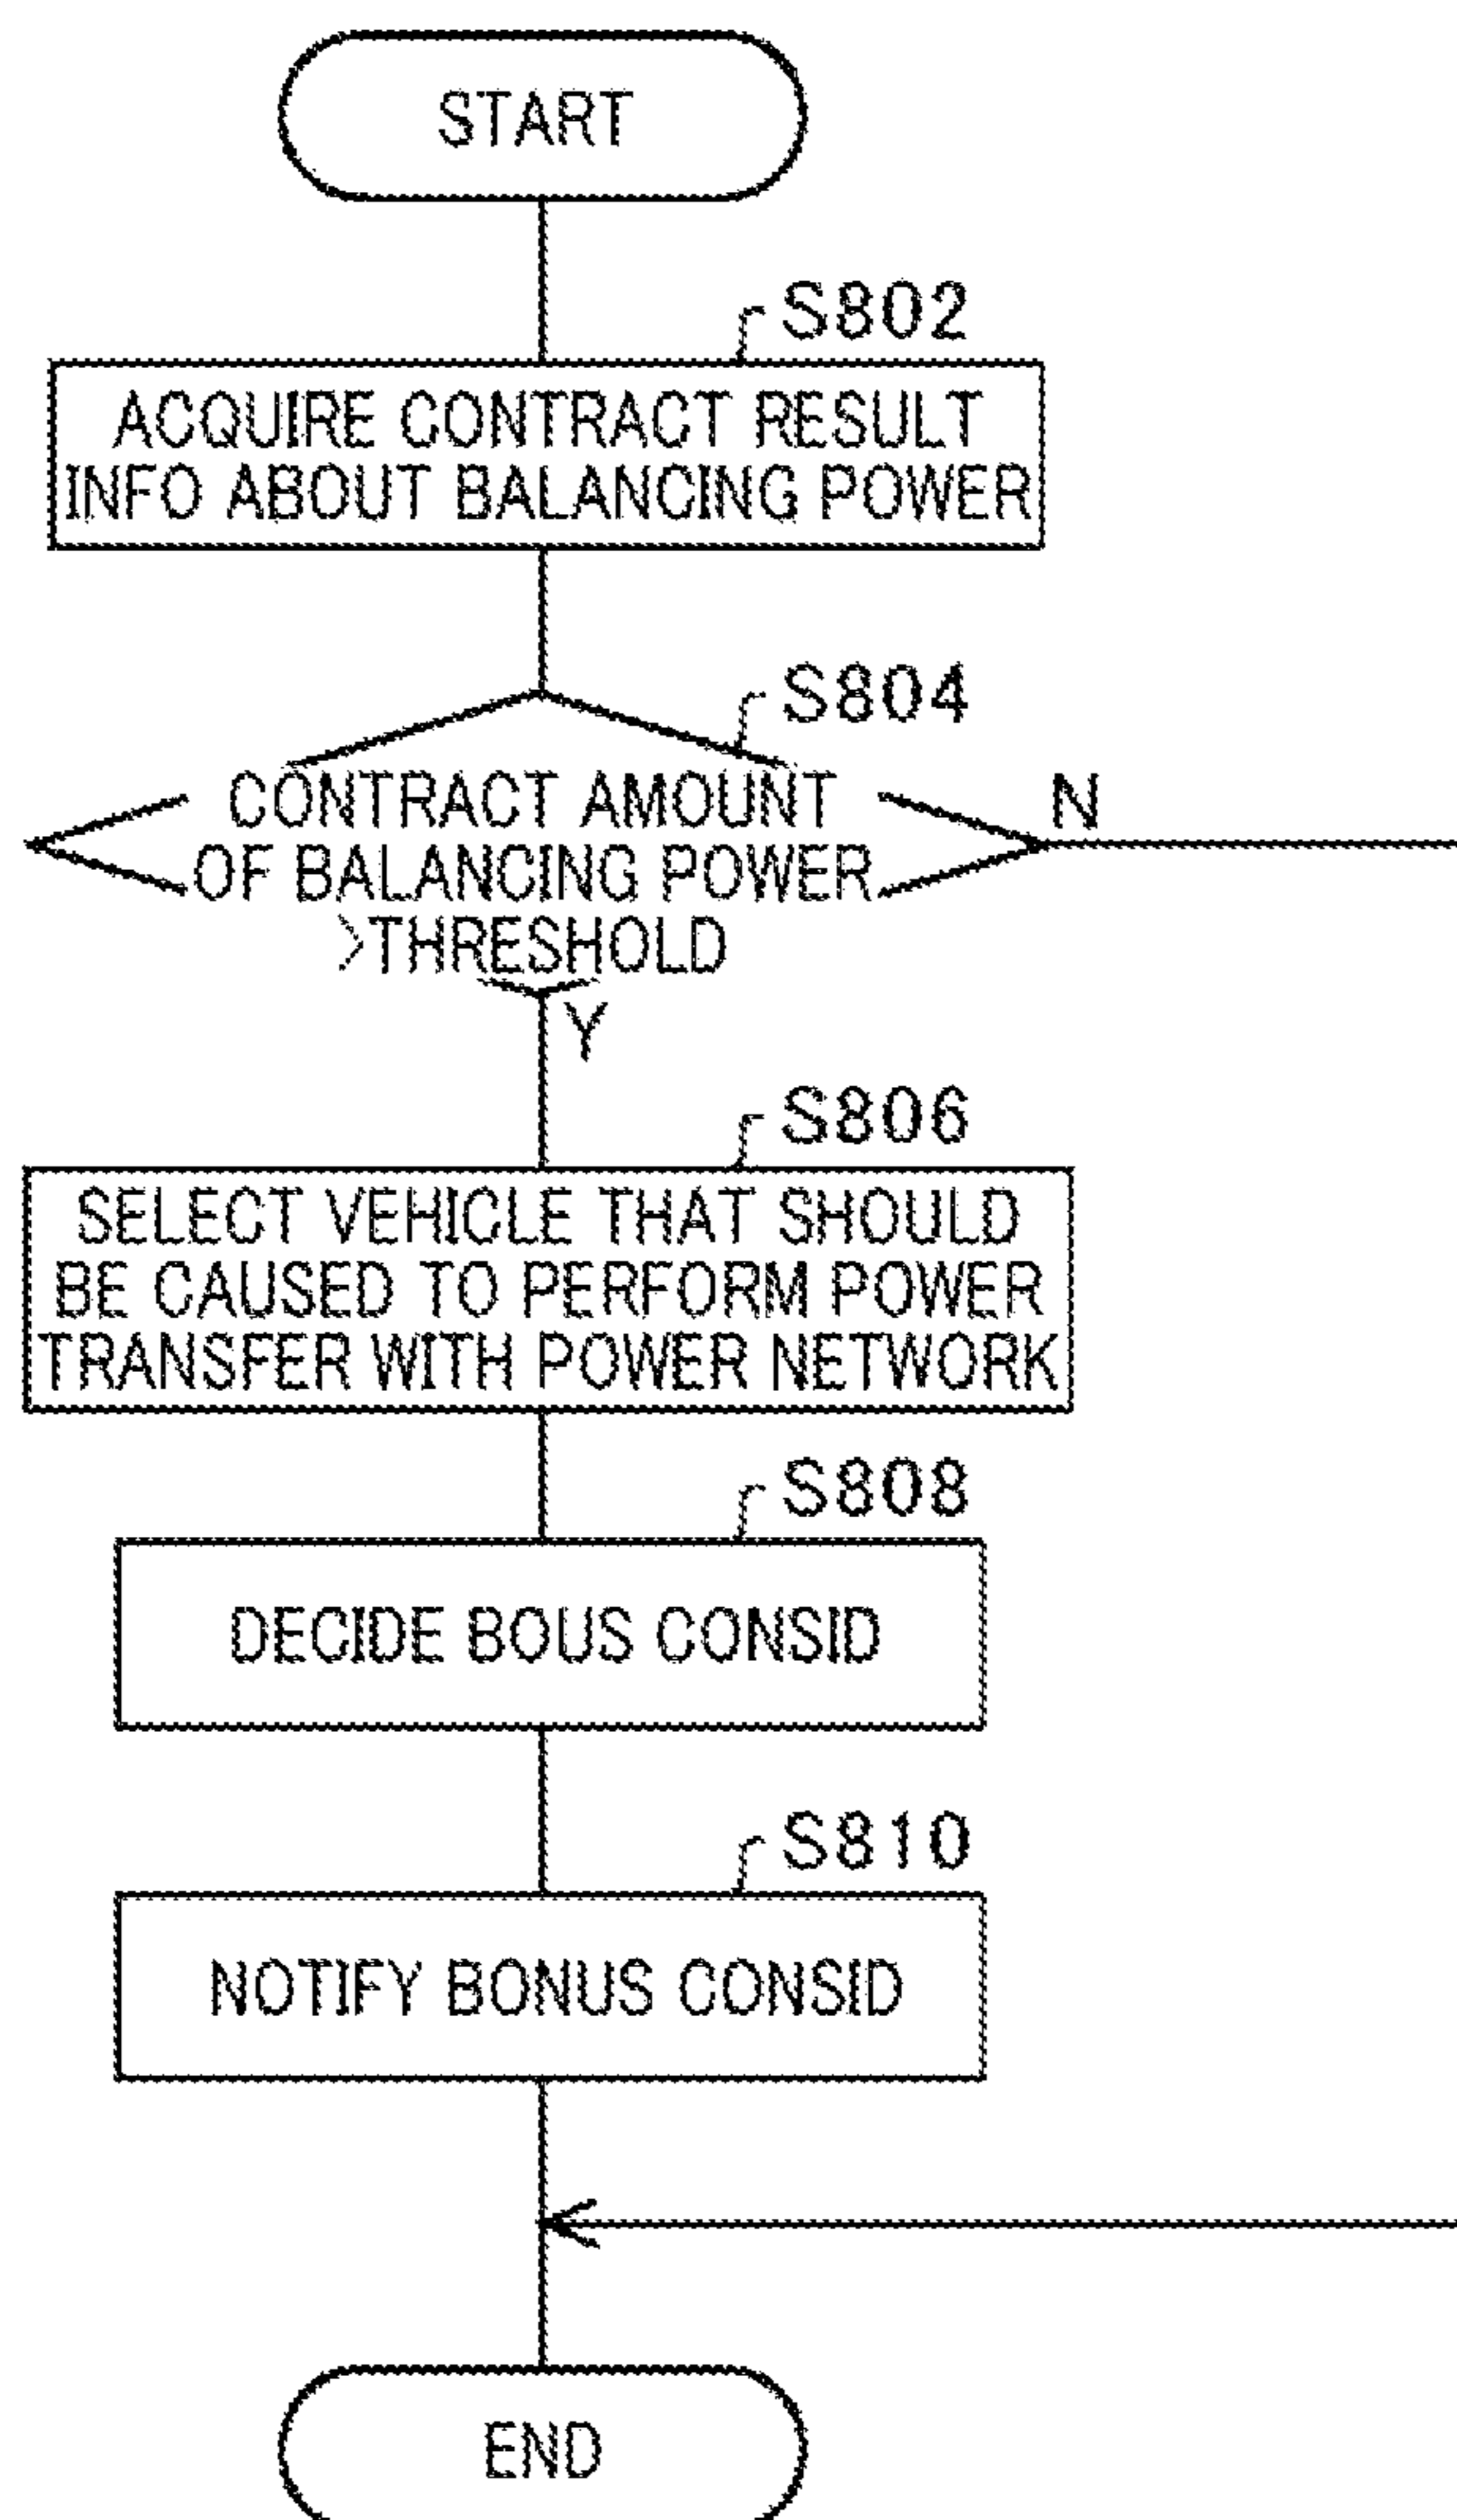 START
S802
ACQUIRE CONTRACT RESULT
INFO ABOUT BALANCING POWER
S804
CONTRACT AMOUNT
OF BALANCING POWER
>THRESHOLD
N
Y
S806
SELECT VEHICLE THAT SHOULD
BE CAUSED TO PERFORM POWER
TRANSFER WITH POWER NETWORK
S808
DECIDE BOUS CONSID
S810
NOTIFY BONUS CONSID
END